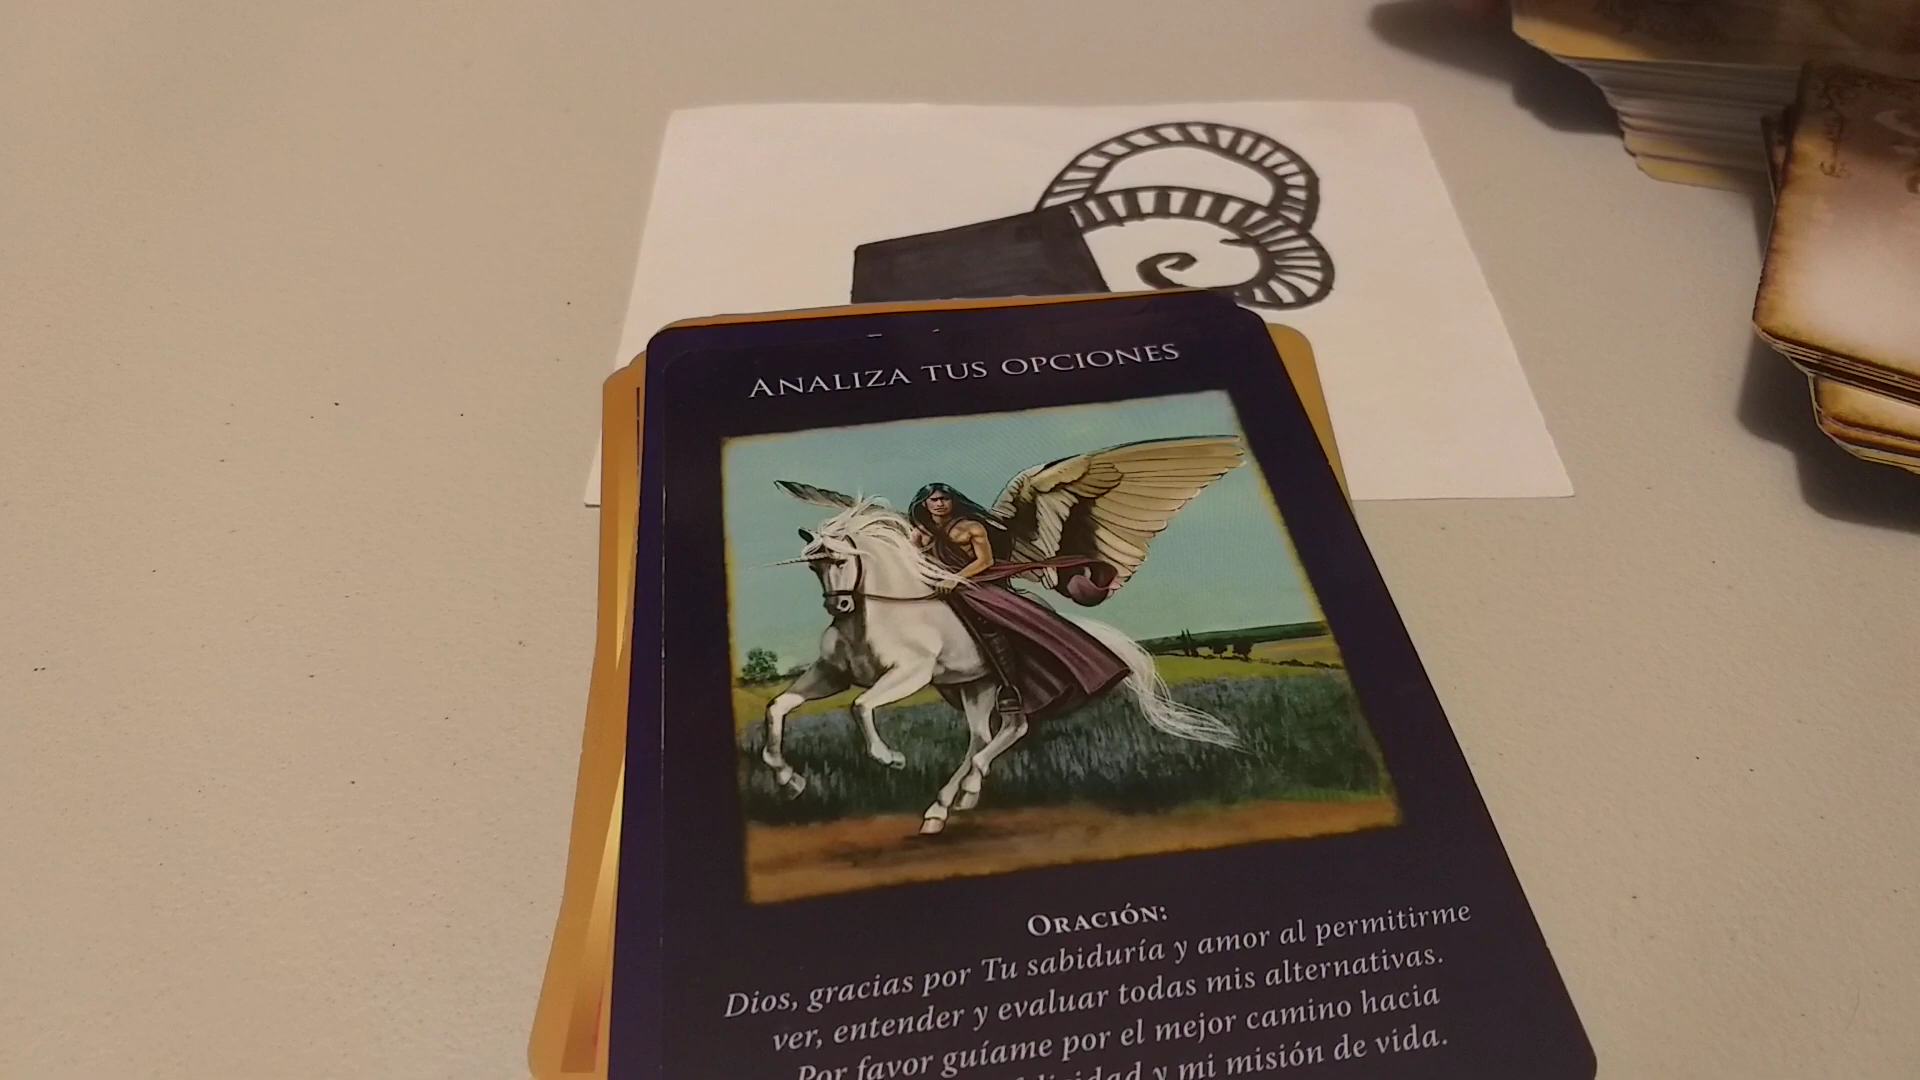 ANALIZA TUS OPCIONES
ORACIÓN:
Dios, gracias por Tu sabiduría y amor al permitirme
ver, entender y evaluar todas mis alternativas.
Por favor guíame por el mejor camino hacia
y mi misión de vida.